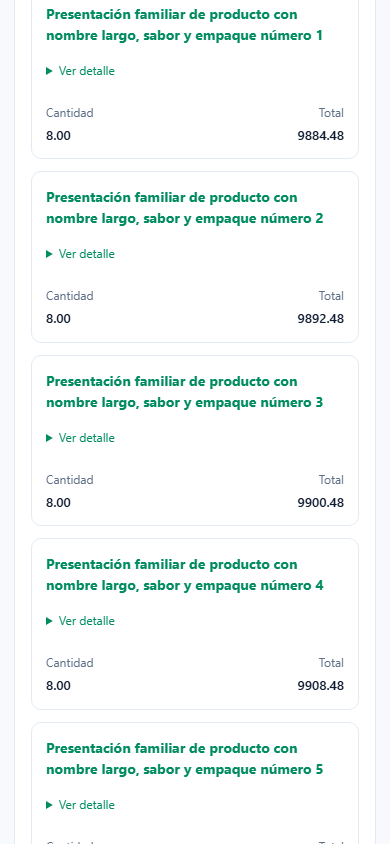 Presentación familiar de producto con
nombre largo, sabor y empaque número 1
Ver detalle
Cantidad Total
8.00 9884.48
Presentación familiar de producto con
nombre largo, sabor y empaque número 2
Ver detalle
Cantidad Total
8.00 9892.48
Presentación familiar de producto con
nombre largo, sabor y empaque número 3
Ver detalle
Cantidad Total
8.00 9900.48
Presentación familiar de producto con
nombre largo, sabor y empaque número 4
Ver detalle
Cantidad Total
8.00 9908.48
Presentación familiar de producto con
nombre largo, sabor y empaque número 5
Ver detalle